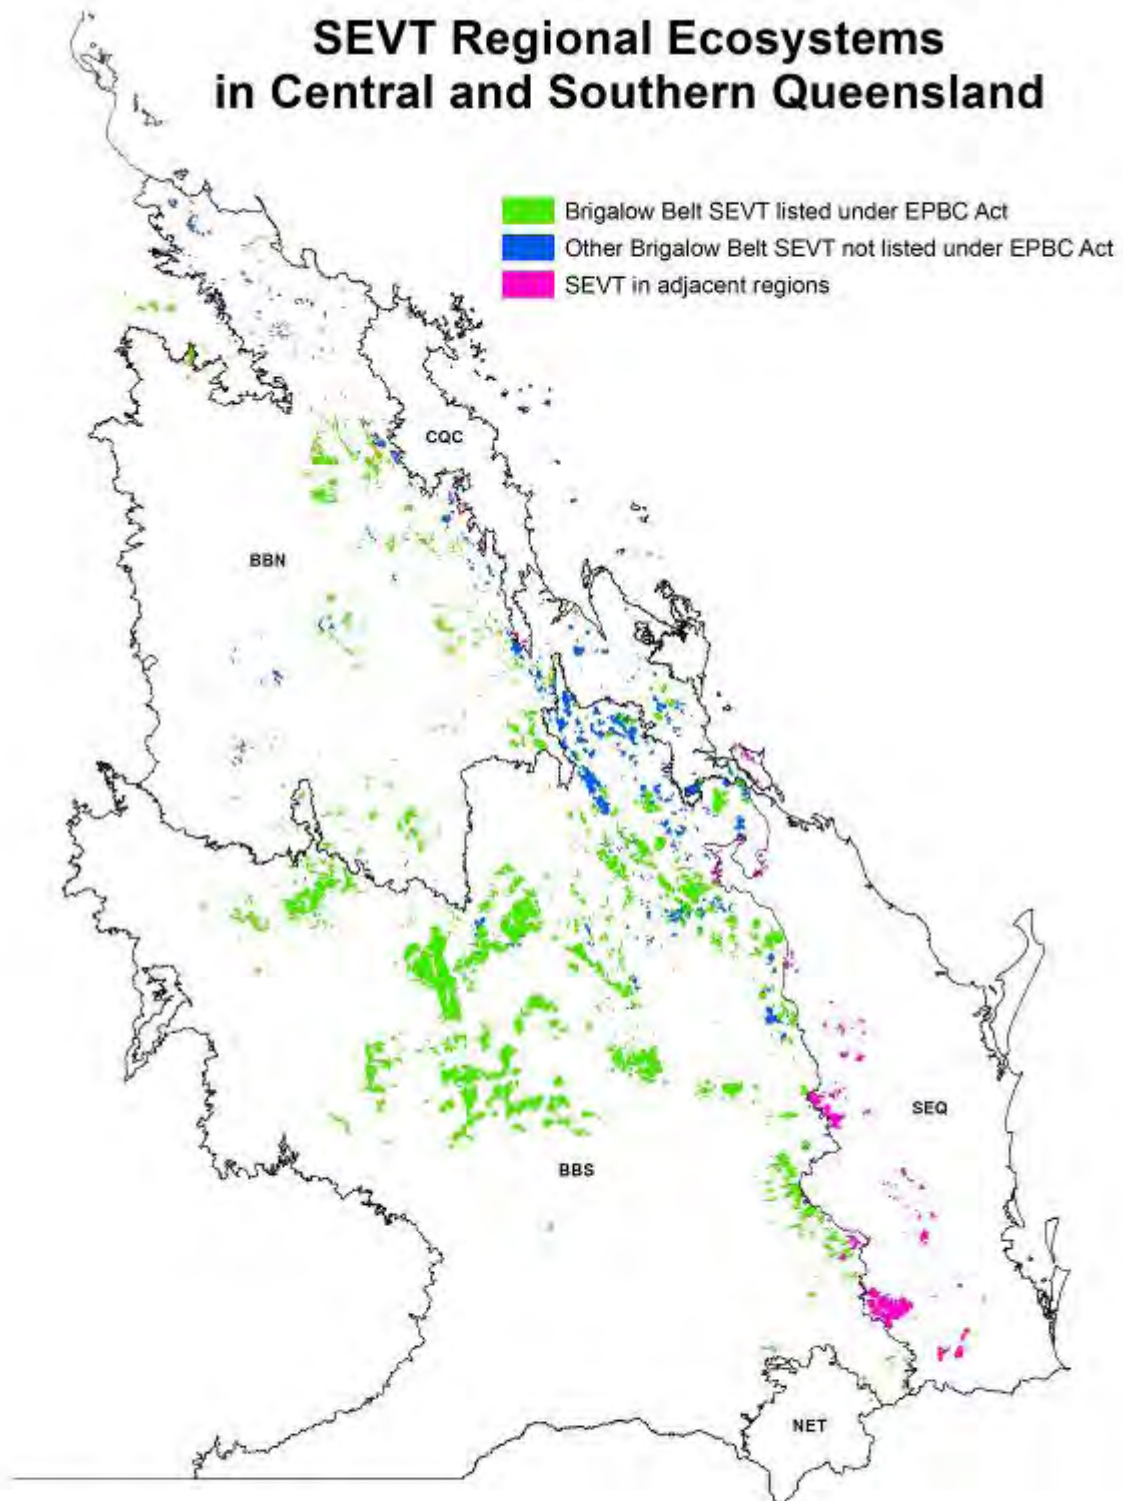 SEVT Regional Ecosystems
in Central and Southern Queensland
Brigalow Belt SEVT listed under EPBC Act
Other Brigalow Belt SEVT not listed under EPBC Act
SEVT in adjacent regions
CQC
BBN
SEQ
BBS
NET